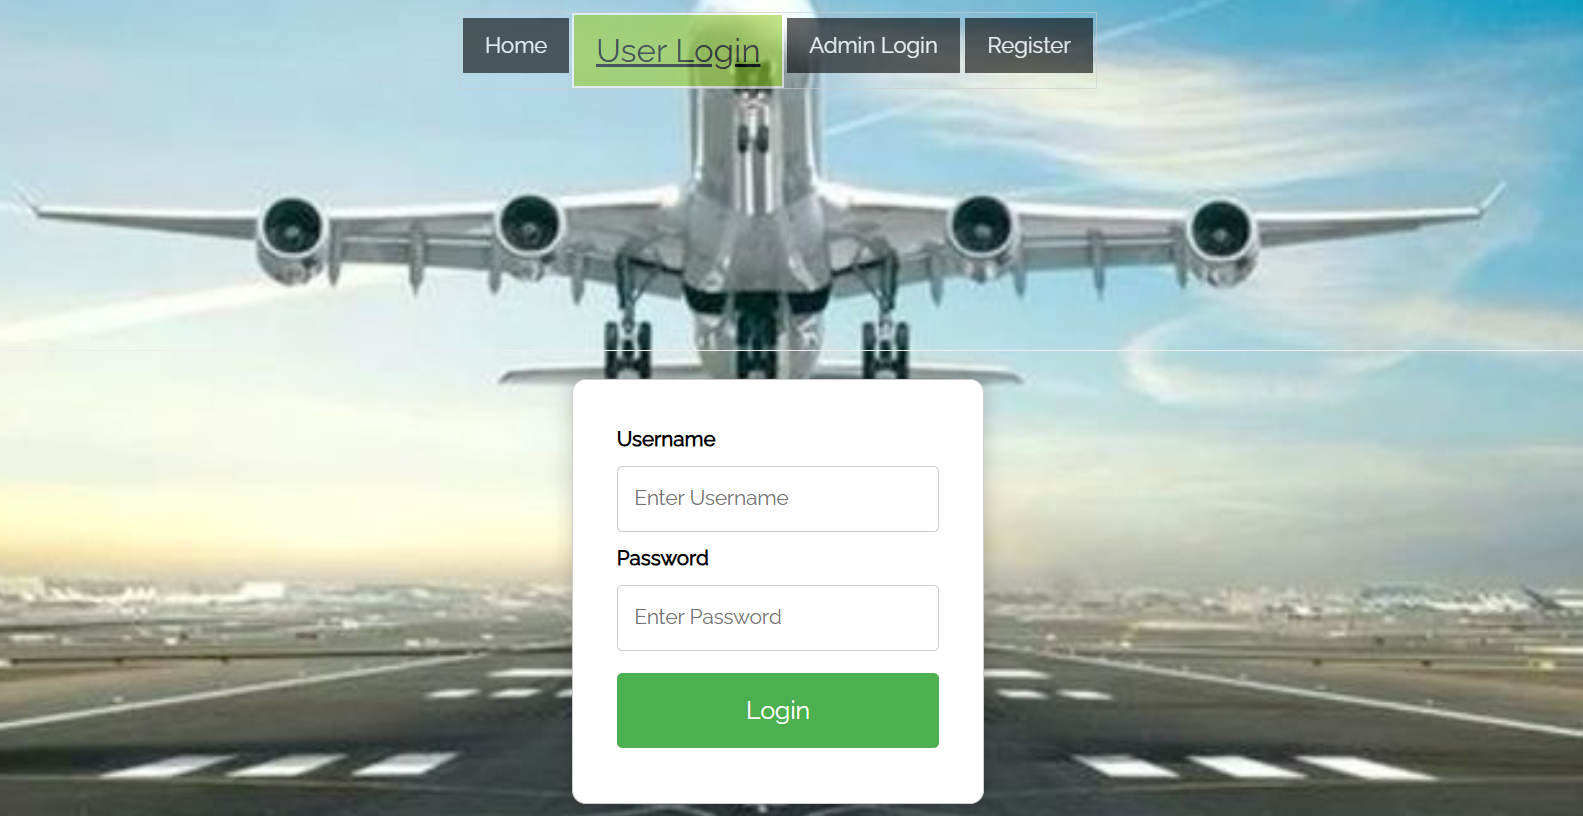 Home User Login Admin Login Register
Username
Enter Username
Password
Enter Password
Login